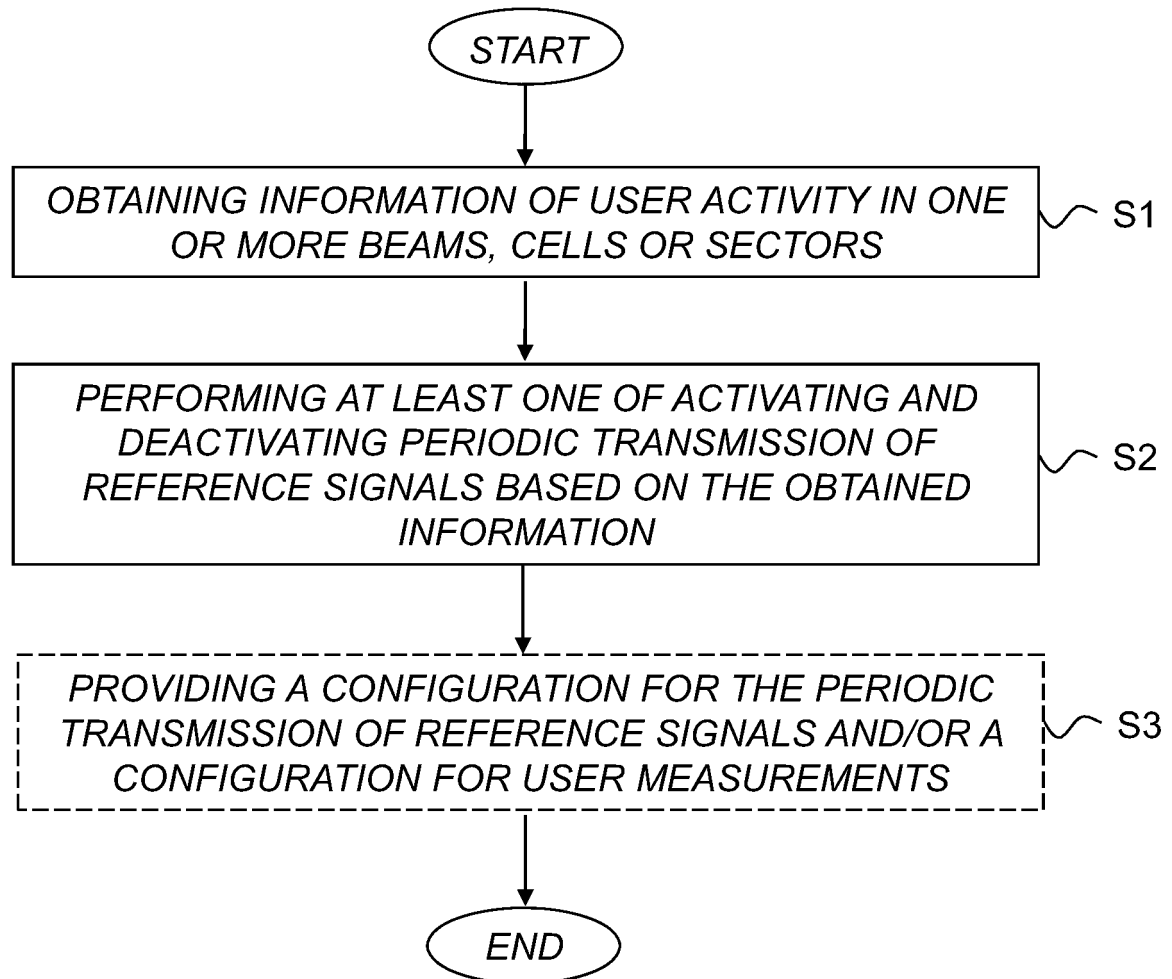 START
OBTAINING INFORMATION OF USER ACTIVITY IN ONE
OR MORE BEAMS, CELLS OR SECTORS
S1
PERFORMING AT LEAST ONE OF ACTIVATING AND
DEACTIVATING PERIODIC TRANSMISSION OF
REFERENCE SIGNALS BASED ON THE OBTAINED
INFORMATION
S2
PROVIDING A CONFIGURATION FOR THE PERIODIC
TRANSMISSION OF REFERENCE SIGNALS AND/OR A
CONFIGURATION FOR USER MEASUREMENTS
S3
END